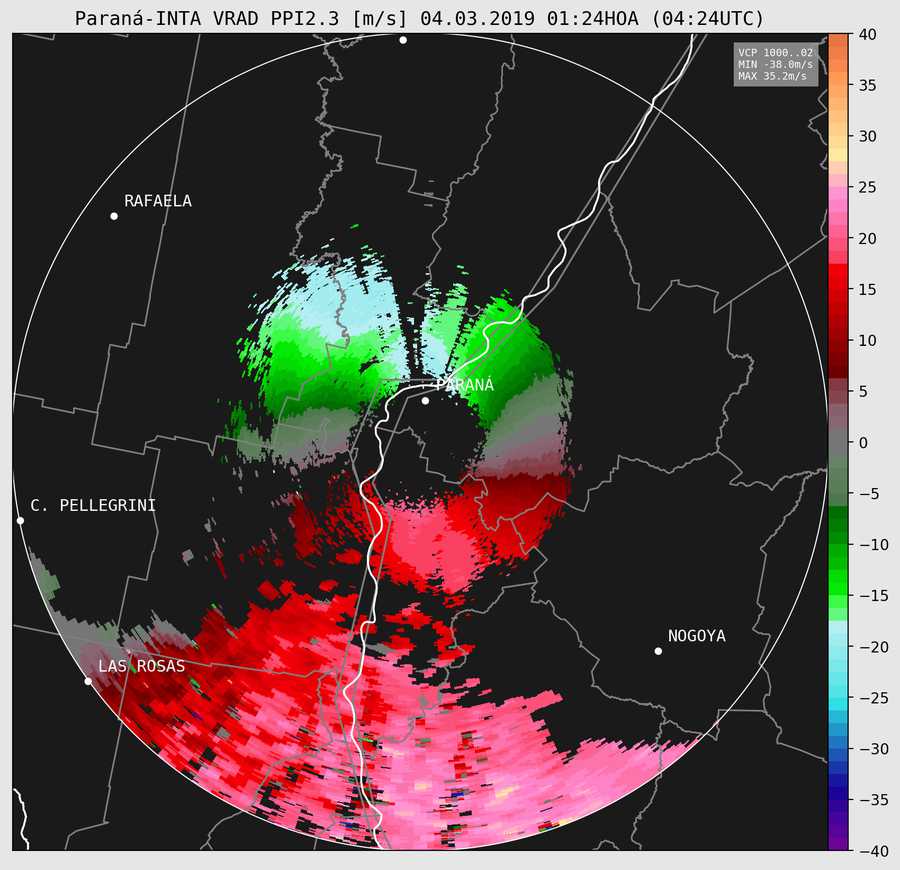 Paraná-INTA VRAD PPI2.3 [m/s] 04.03.2019 01:24HOA (04:24UTC)
VCP 1000..02
MIN -38.0m/s
MAX 35.2m/s
RAFAELA
PARANÁ
C. PELLEGRINI
NOGOYA
LAS ROSAS
40
35
30
25
20
15
10
5
0
−5
−10
−15
−20
−25
−30
−35
−40